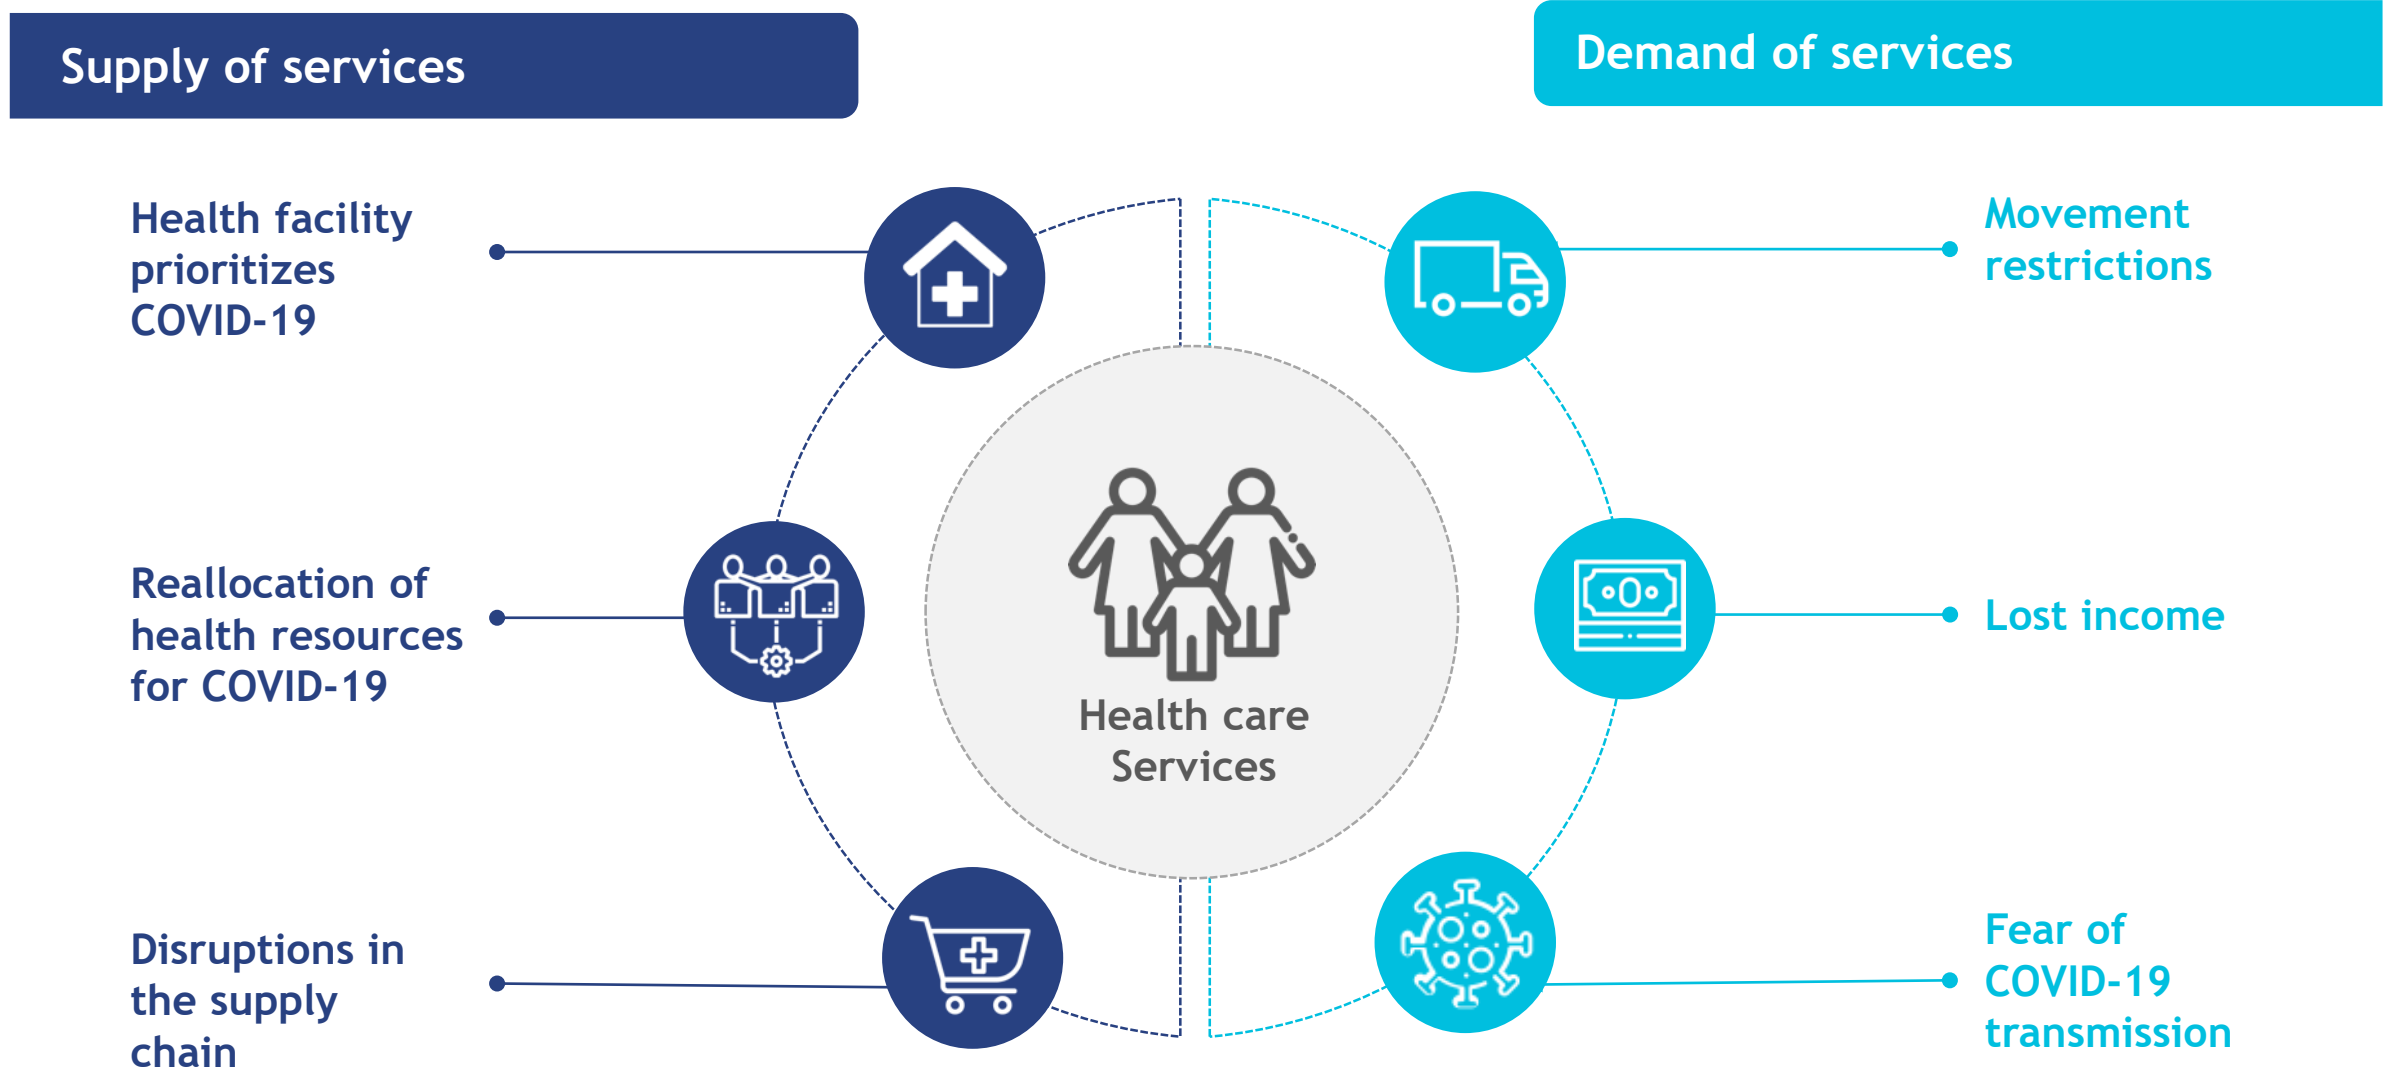 Supply of services
Demand of services
Health facility
prioritizes
COVID-19
Reallocation of
health resources
for COVID-19
Disruptions in
the supply
chain
Health care
Services
Movement
restrictions
Lost income
Fear of
COVID-19
transmission